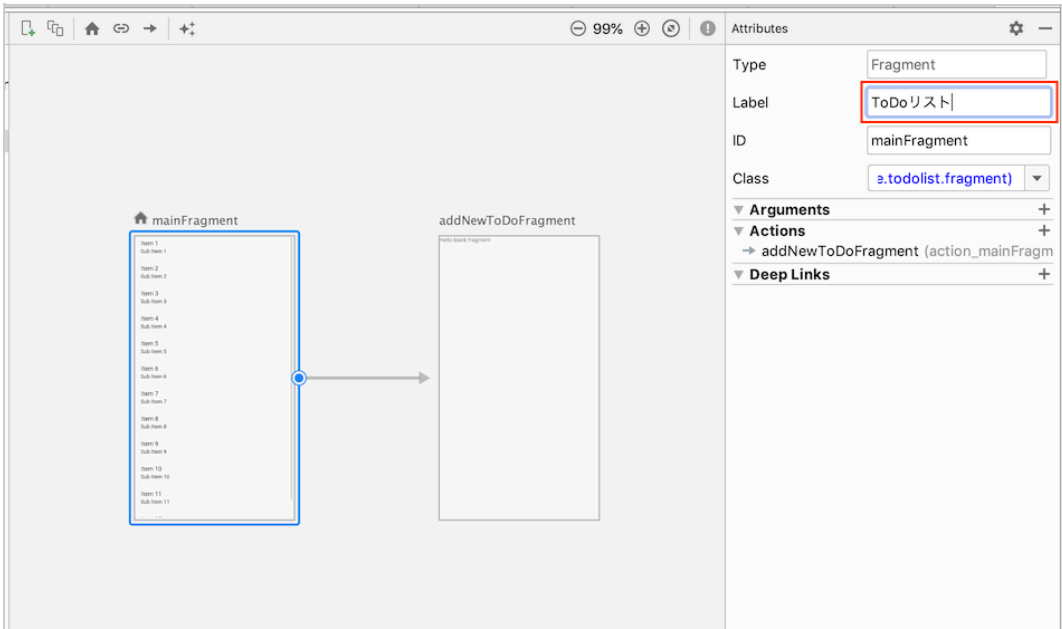 99%
Attributes
Type
Fragment
Label
ToDoリスト
ID
mainFragment
Class
e.todolist.fragment)
Arguments
Actions
addNewToDoFragment (action_mainFragm
Deep Links
mainFragment
Item 1
Sub Item 1
Item 2
Sub Item 2
Item 3
Sub Item 3
Item 4
Sub Item 4
Item 5
Sub Item 5
Item 6
Sub Item 6
Item 7
Sub Item 7
Item 8
Sub Item 8
Item 9
Sub Item 9
Item 10
Sub Item 10
Item 11
Sub Item 11
addNewToDoFragment
Hello blank fragment